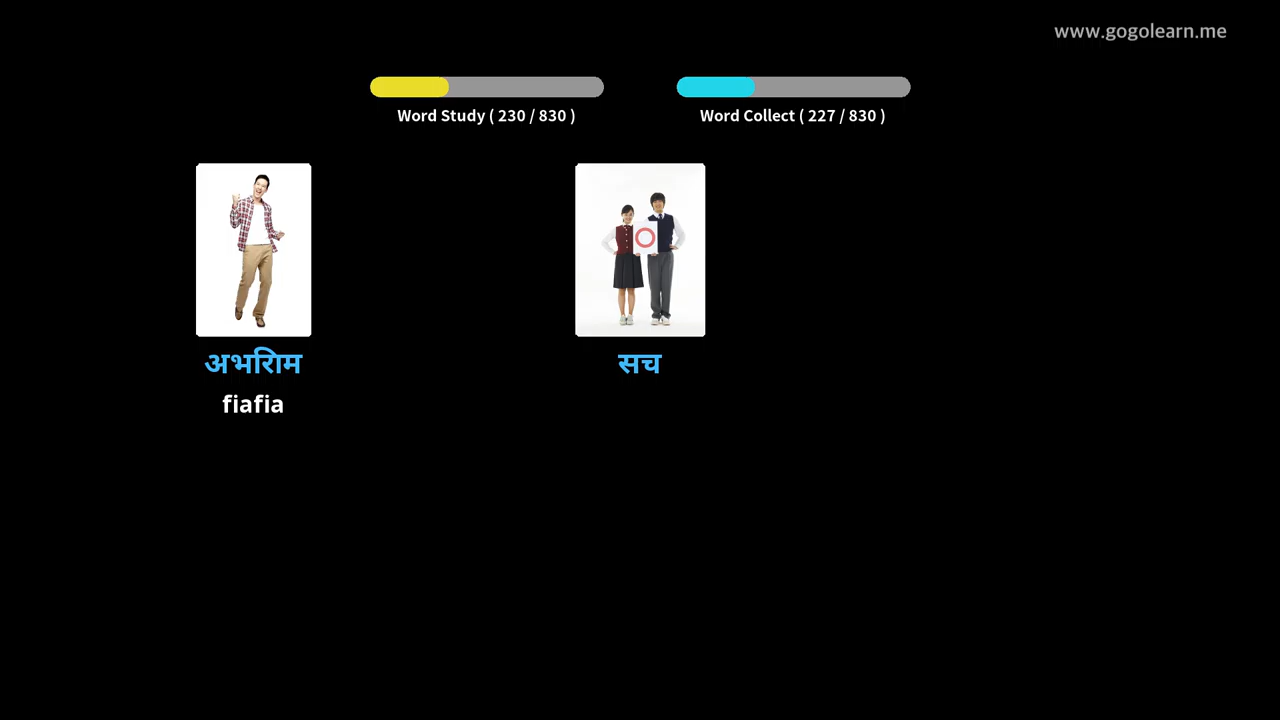 www.gogolearn.me
Word Study ( 230 / 830 )
Word Collect ( 227 / 830 )
अभिराम
सच
fiafia